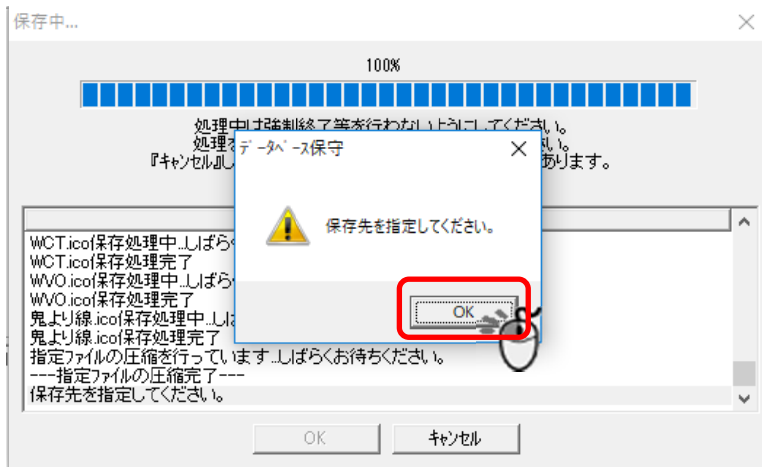 保存中...
100%
処理中は強制終了等を行わないようにしてください。
処理を
さい。
『キャンセル』し
あります。
データベース保守
保存先を指定してください。
OK
WCT.ico保存処理中...しばら
WCT.ico保存処理完了
WVO.ico保存処理中...しばら
WVO.ico保存処理完了
鬼より線.ico保存処理中...しば
鬼より線.ico保存処理完了
指定ファイルの圧縮を行っています...しばらくお待ちください。
---指定ファイルの圧縮完了---
保存先を指定してください。
OK
キャンセル